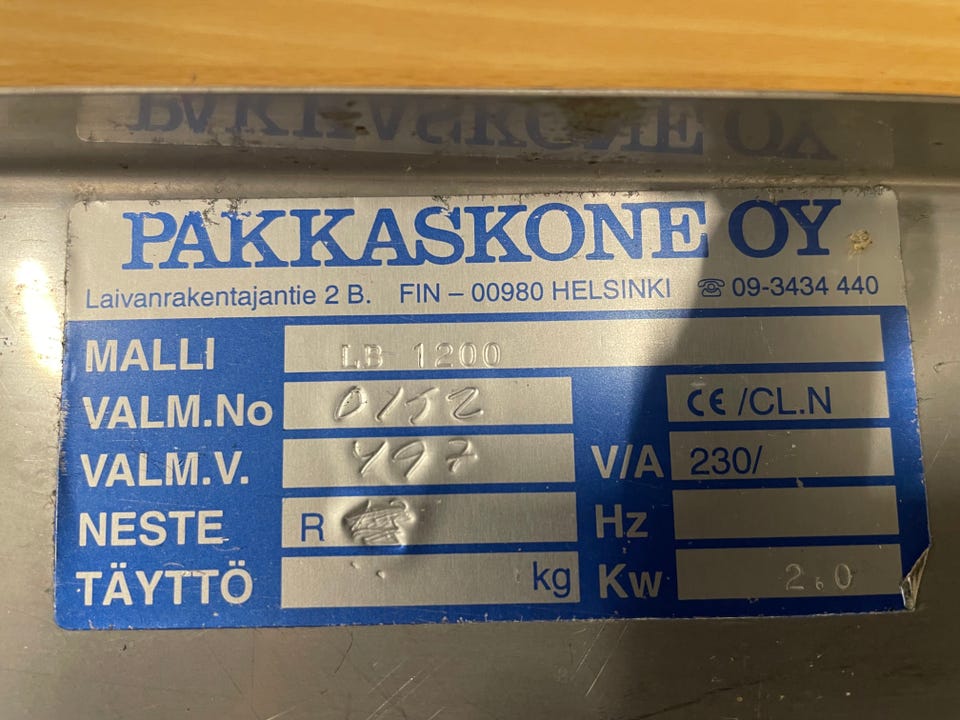 PAKKASKONE OY
Laivanrakentajantie 2 B. FIN – 00980 HELSINKI ☎ 09-3434 440
MALLI LB 1200
VALM.No 0152 CE /CL.N
VALM.V. 497 V/A 230/
NESTE R Hz
TÄYTTÖ kg Kw 2.0